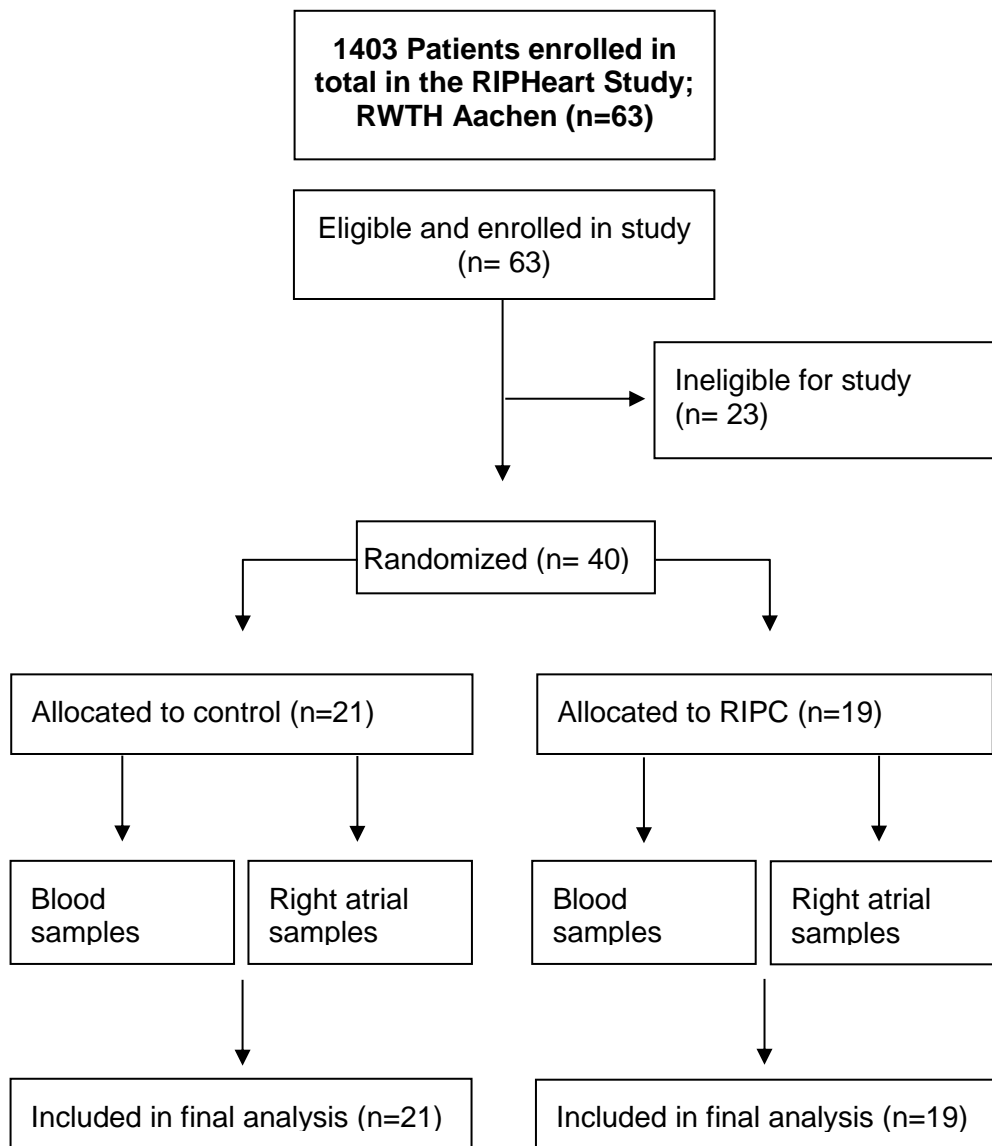 1403 Patients enrolled in
total in the RIPHeart Study;
RWTH Aachen (n=63)
Eligible and enrolled in study
(n= 63)
Ineligible for study
(n= 23)
Randomized (n= 40)
Allocated to control (n=21)
Allocated to RIPC (n=19)
Blood
samples
Right atrial
samples
Blood
samples
Right atrial
samples
Included in final analysis (n=21)
Included in final analysis (n=19)